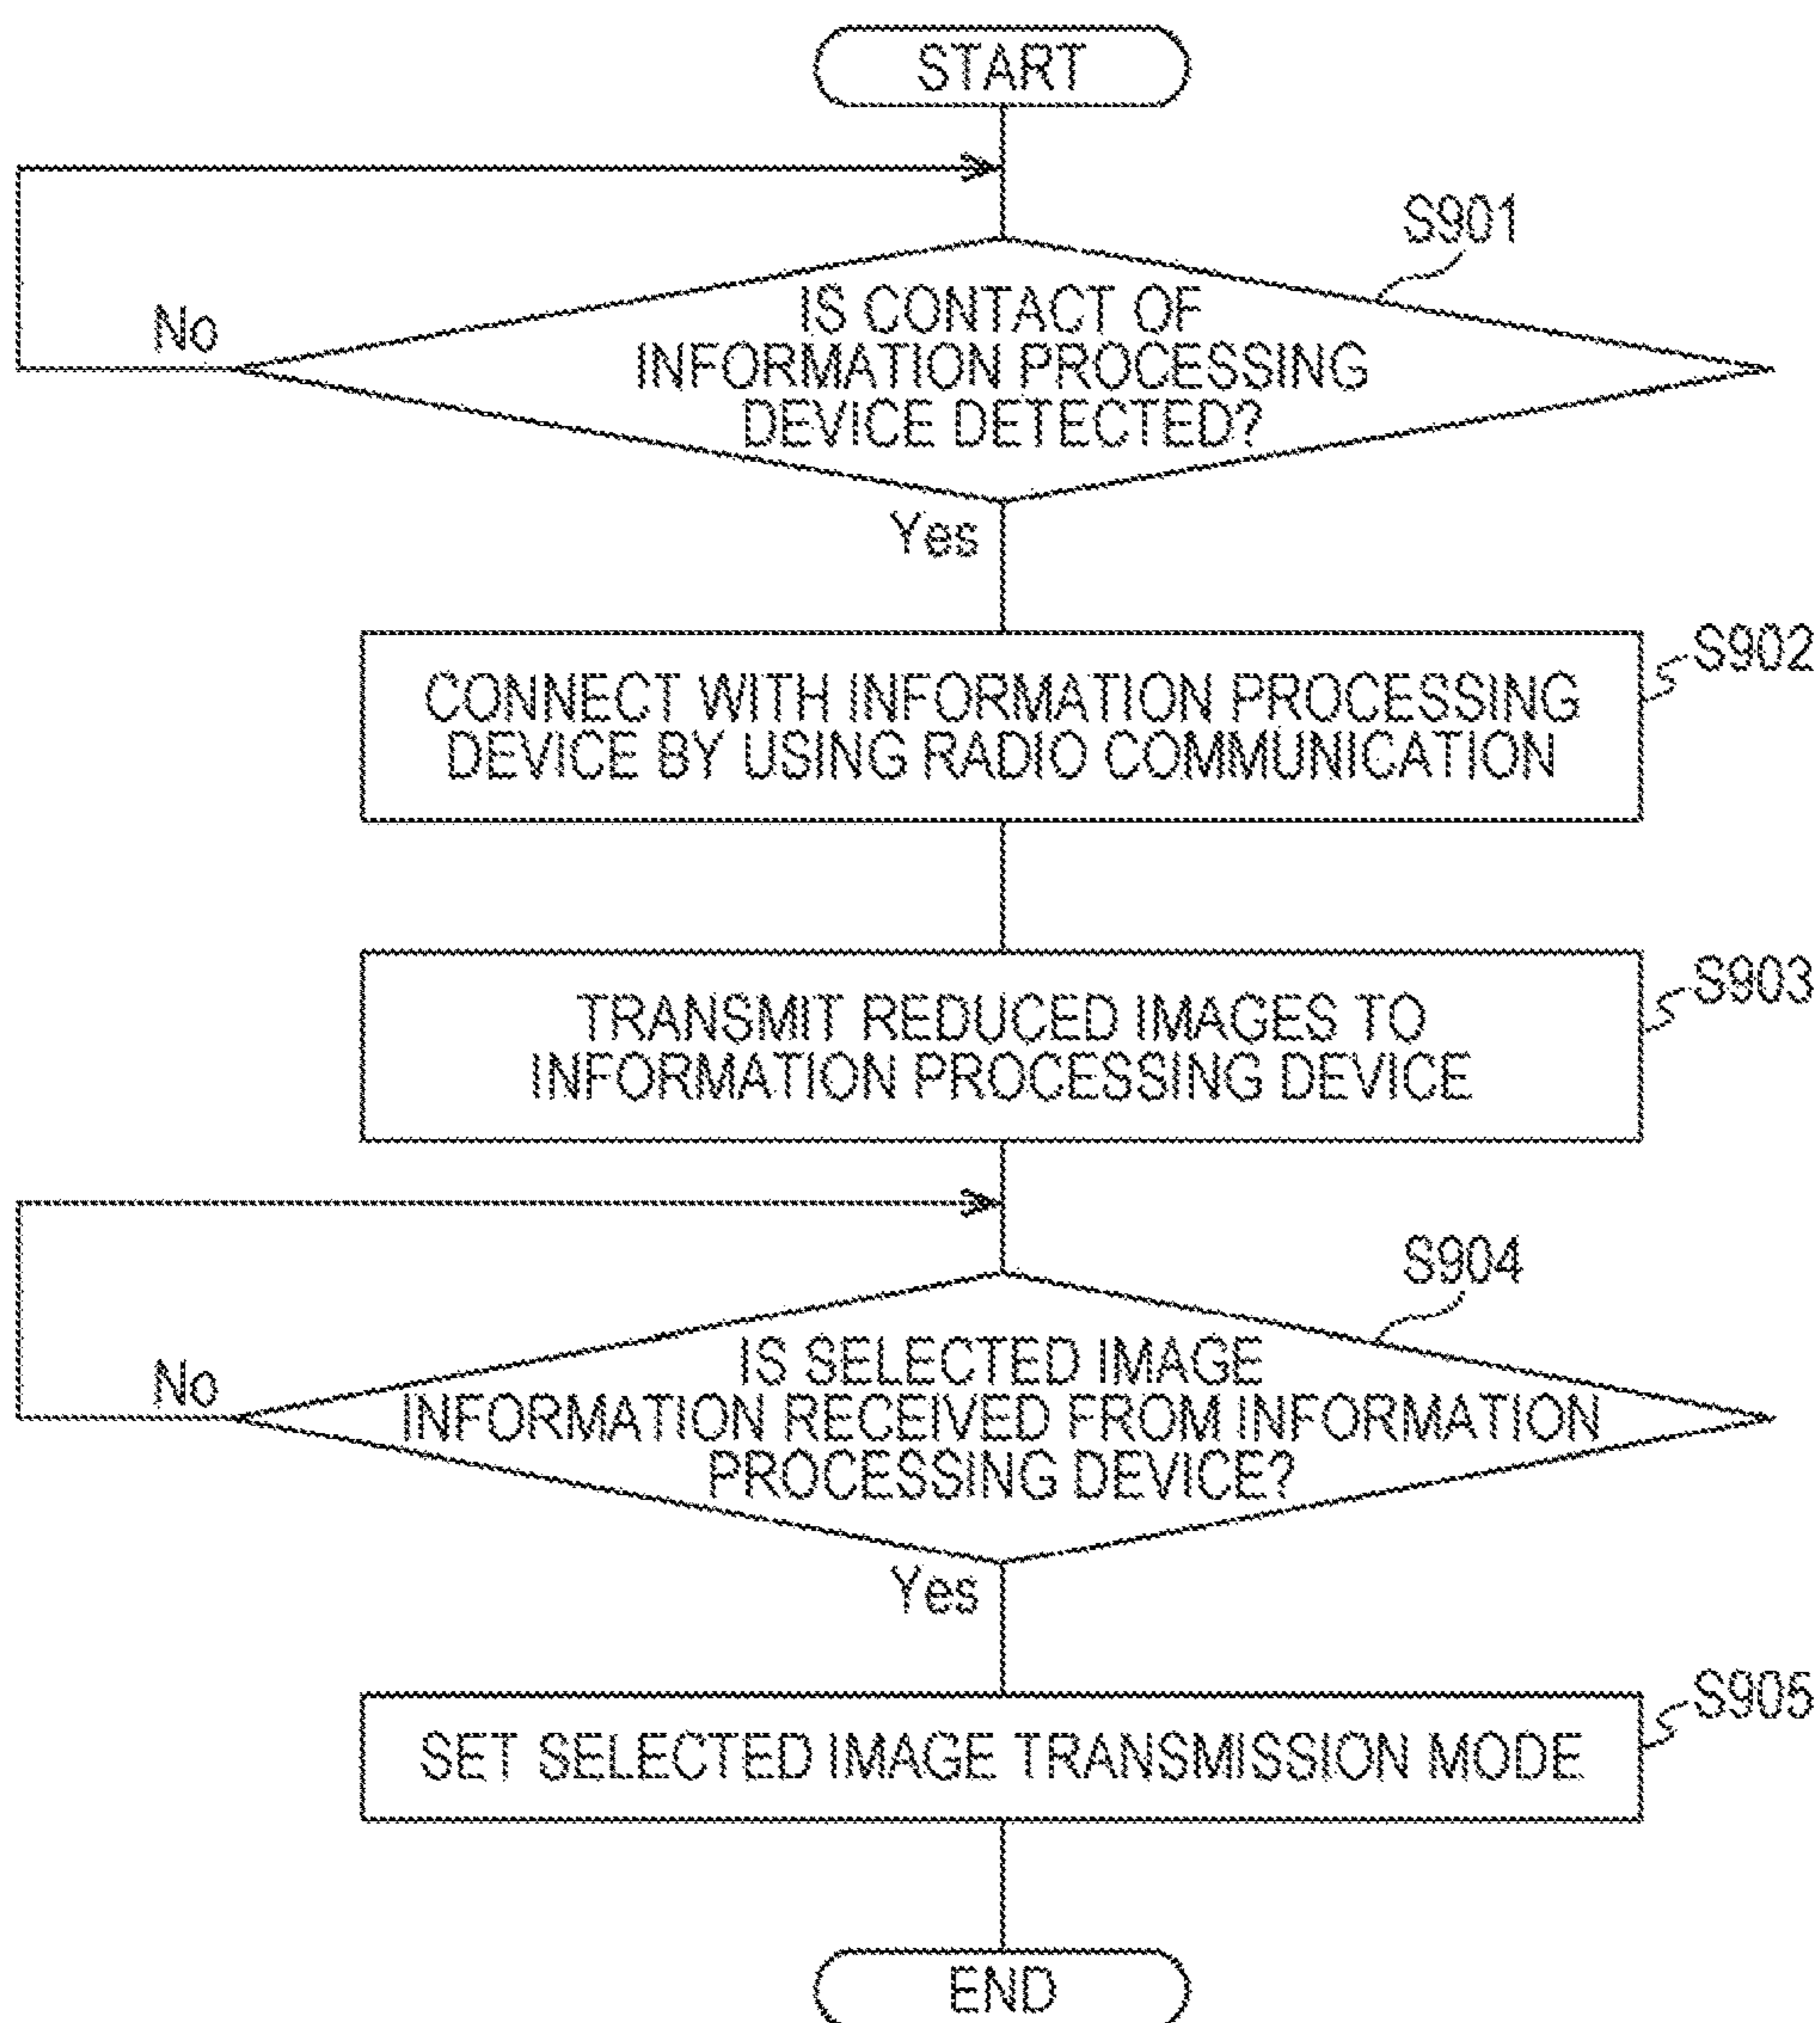 START
S901
IS CONTACT OF
INFORMATION PROCESSING
DEVICE DETECTED?
No
Yes
S902
CONNECT WITH INFORMATION PROCESSING
DEVICE BY USING RADIO COMMUNICATION
S903
TRANSMIT REDUCED IMAGES TO
INFORMATION PROCESSING DEVICE
S904
IS SELECTED IMAGE
INFORMATION RECEIVED FROM INFORMATION
PROCESSING DEVICE?
No
Yes
S905
SET SELECTED IMAGE TRANSMISSION MODE
END